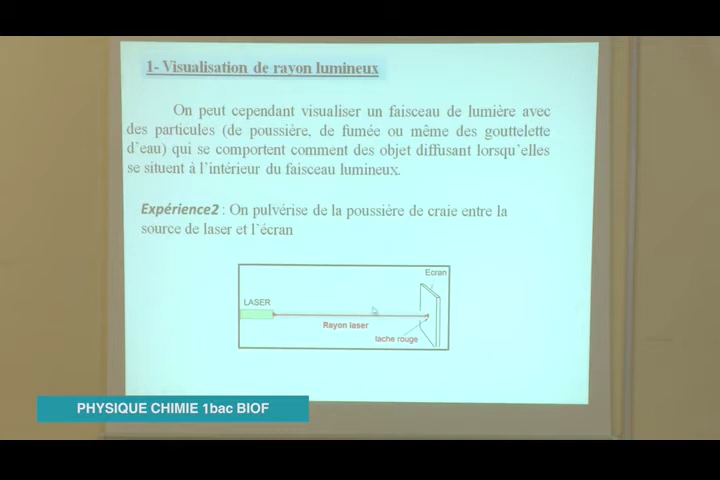 1- Visualisation de rayon lumineux
On peut cependant visualiser un faisceau de lumière avec
des particules (de poussière, de fumée ou même des gouttelette
d'eau) qui se comportent comment des objet diffusant lorsqu'elles
se situent à l'intérieur du faisceau lumineux.
Expérience2 : On pulvérise de la poussière de craie entre la
source de laser et l'écran
Ecran
LASER
Rayon laser
tache rouge
PHYSIQUE CHIMIE 1bac BIOF